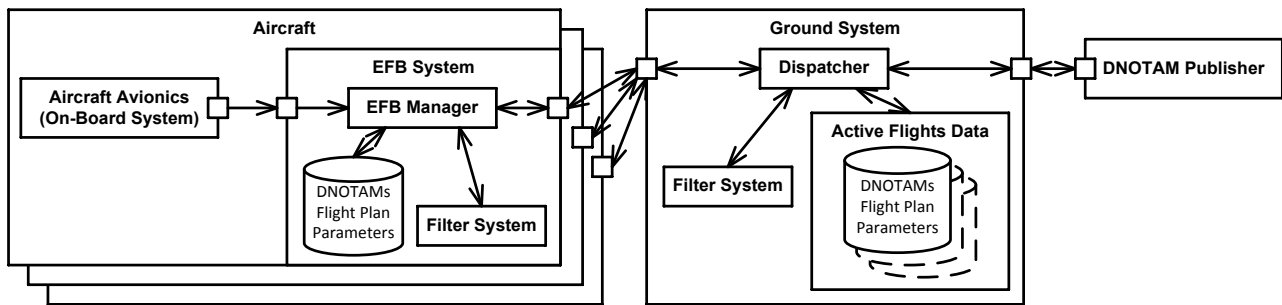 Aircraft
EFB System
Aircraft Avionics
(On-Board System)
EFB Manager
DNOTAMs
Flight Plan
Parameters
Filter System
Ground System
Dispatcher
Filter System
Active Flights Data
DNOTAMs
Flight Plan
Parameters
DNOTAM Publisher